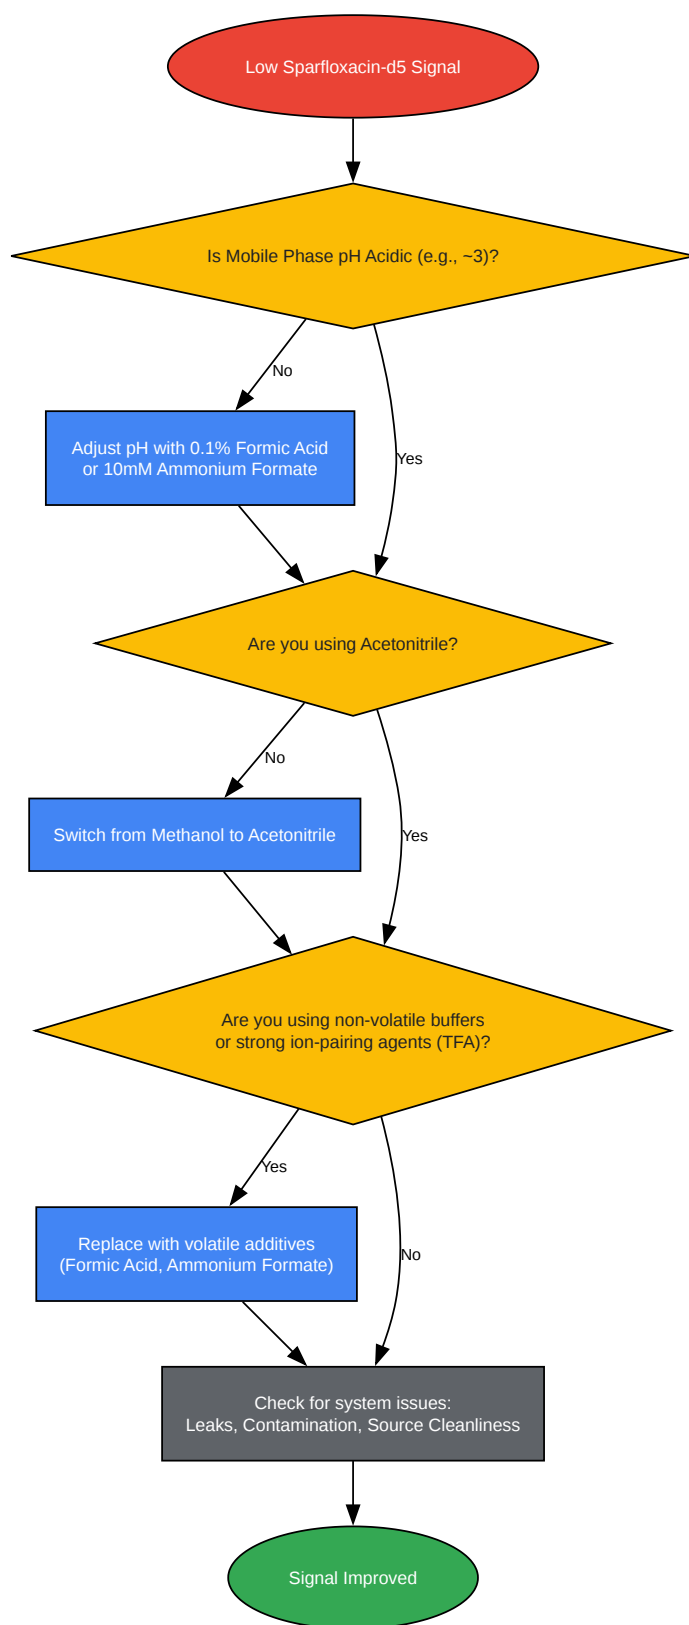 Low Sparfloxacin-d5 Signal
Is Mobile Phase pH Acidic (e.g., ~3)?
No
Adjust pH with 0.1% Formic Acid
or 10mM Ammonium Formate
Yes
Are you using Acetonitrile?
No
Switch from Methanol to Acetonitrile
Yes
Are you using non-volatile buffers
or strong ion-pairing agents (TFA)?
Yes
Replace with volatile additives
(Formic Acid, Ammonium Formate)
No
Check for system issues:
Leaks, Contamination, Source Cleanliness
Signal Improved